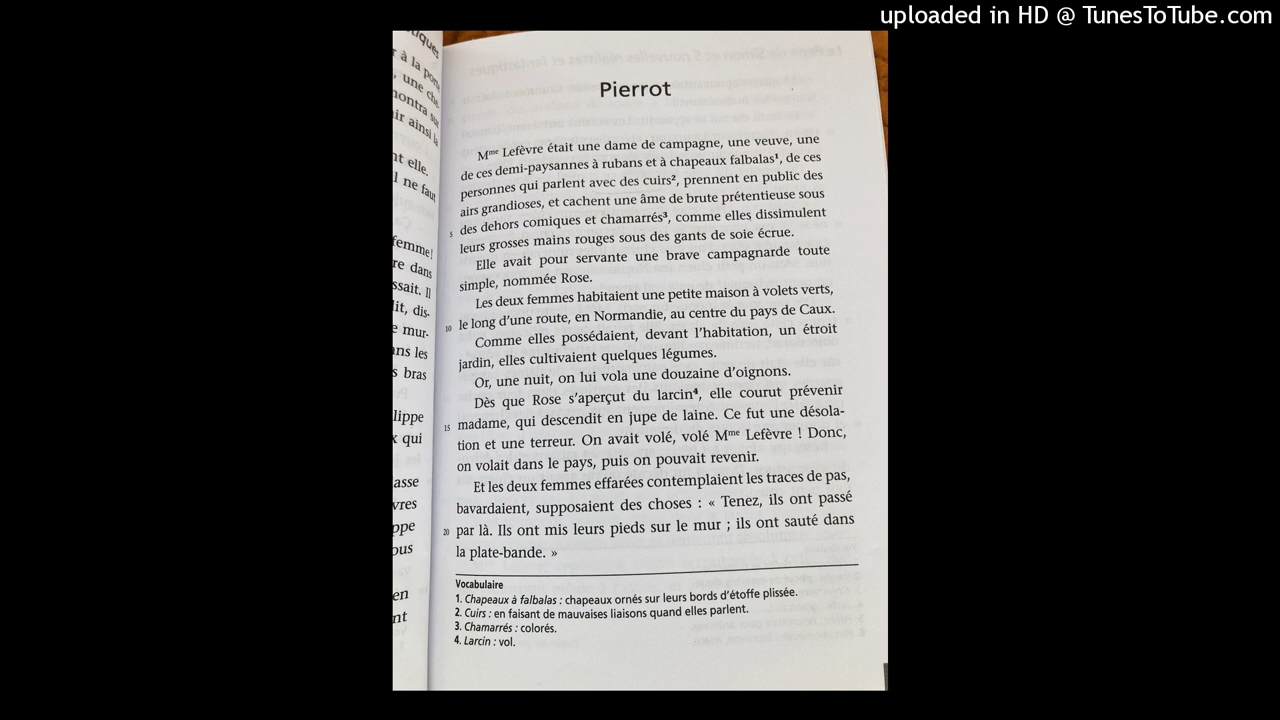 uploaded in HD @ TunesToTube.com
Pierrot
Mme Lefèvre était une dame de campagne, une veuve, une
de ces demi-paysannes à rubans et à chapeaux falbalas1, de ces
personnes qui parlent avec des cuirs2, prennent en public des
airs grandioses, et cachent une âme de brute prétentieuse sous
5 des dehors comiques et chamarrés3, comme elles dissimulent
leurs grosses mains rouges sous des gants de soie écrue.
Elle avait pour servante une brave campagnarde toute
simple, nommée Rose.
Les deux femmes habitaient une petite maison à volets verts,
10 le long d'une route, en Normandie, au centre du pays de Caux.
Comme elles possédaient, devant l'habitation, un étroit
jardin, elles cultivaient quelques légumes.
Or, une nuit, on lui vola une douzaine d'oignons.
Dès que Rose s'aperçut du larcin4, elle courut prévenir
15 madame, qui descendit en jupe de laine. Ce fut une désola-
tion et une terreur. On avait volé, volé Mme Lefèvre ! Donc,
on volait dans le pays, puis on pouvait revenir.
Et les deux femmes effarées contemplaient les traces de pas,
bavardaient, supposaient des choses : « Tenez, ils ont passé
20 par là. Ils ont mis leurs pieds sur le mur ; ils ont sauté dans
la plate-bande. »
Vocabulaire
1. Chapeaux à falbalas : chapeaux ornés sur leurs bords d'étoffe plissée.
2. Cuirs : en faisant de mauvaises liaisons quand elles parlent.
3. Chamarrés : colorés.
4. Larcin : vol.